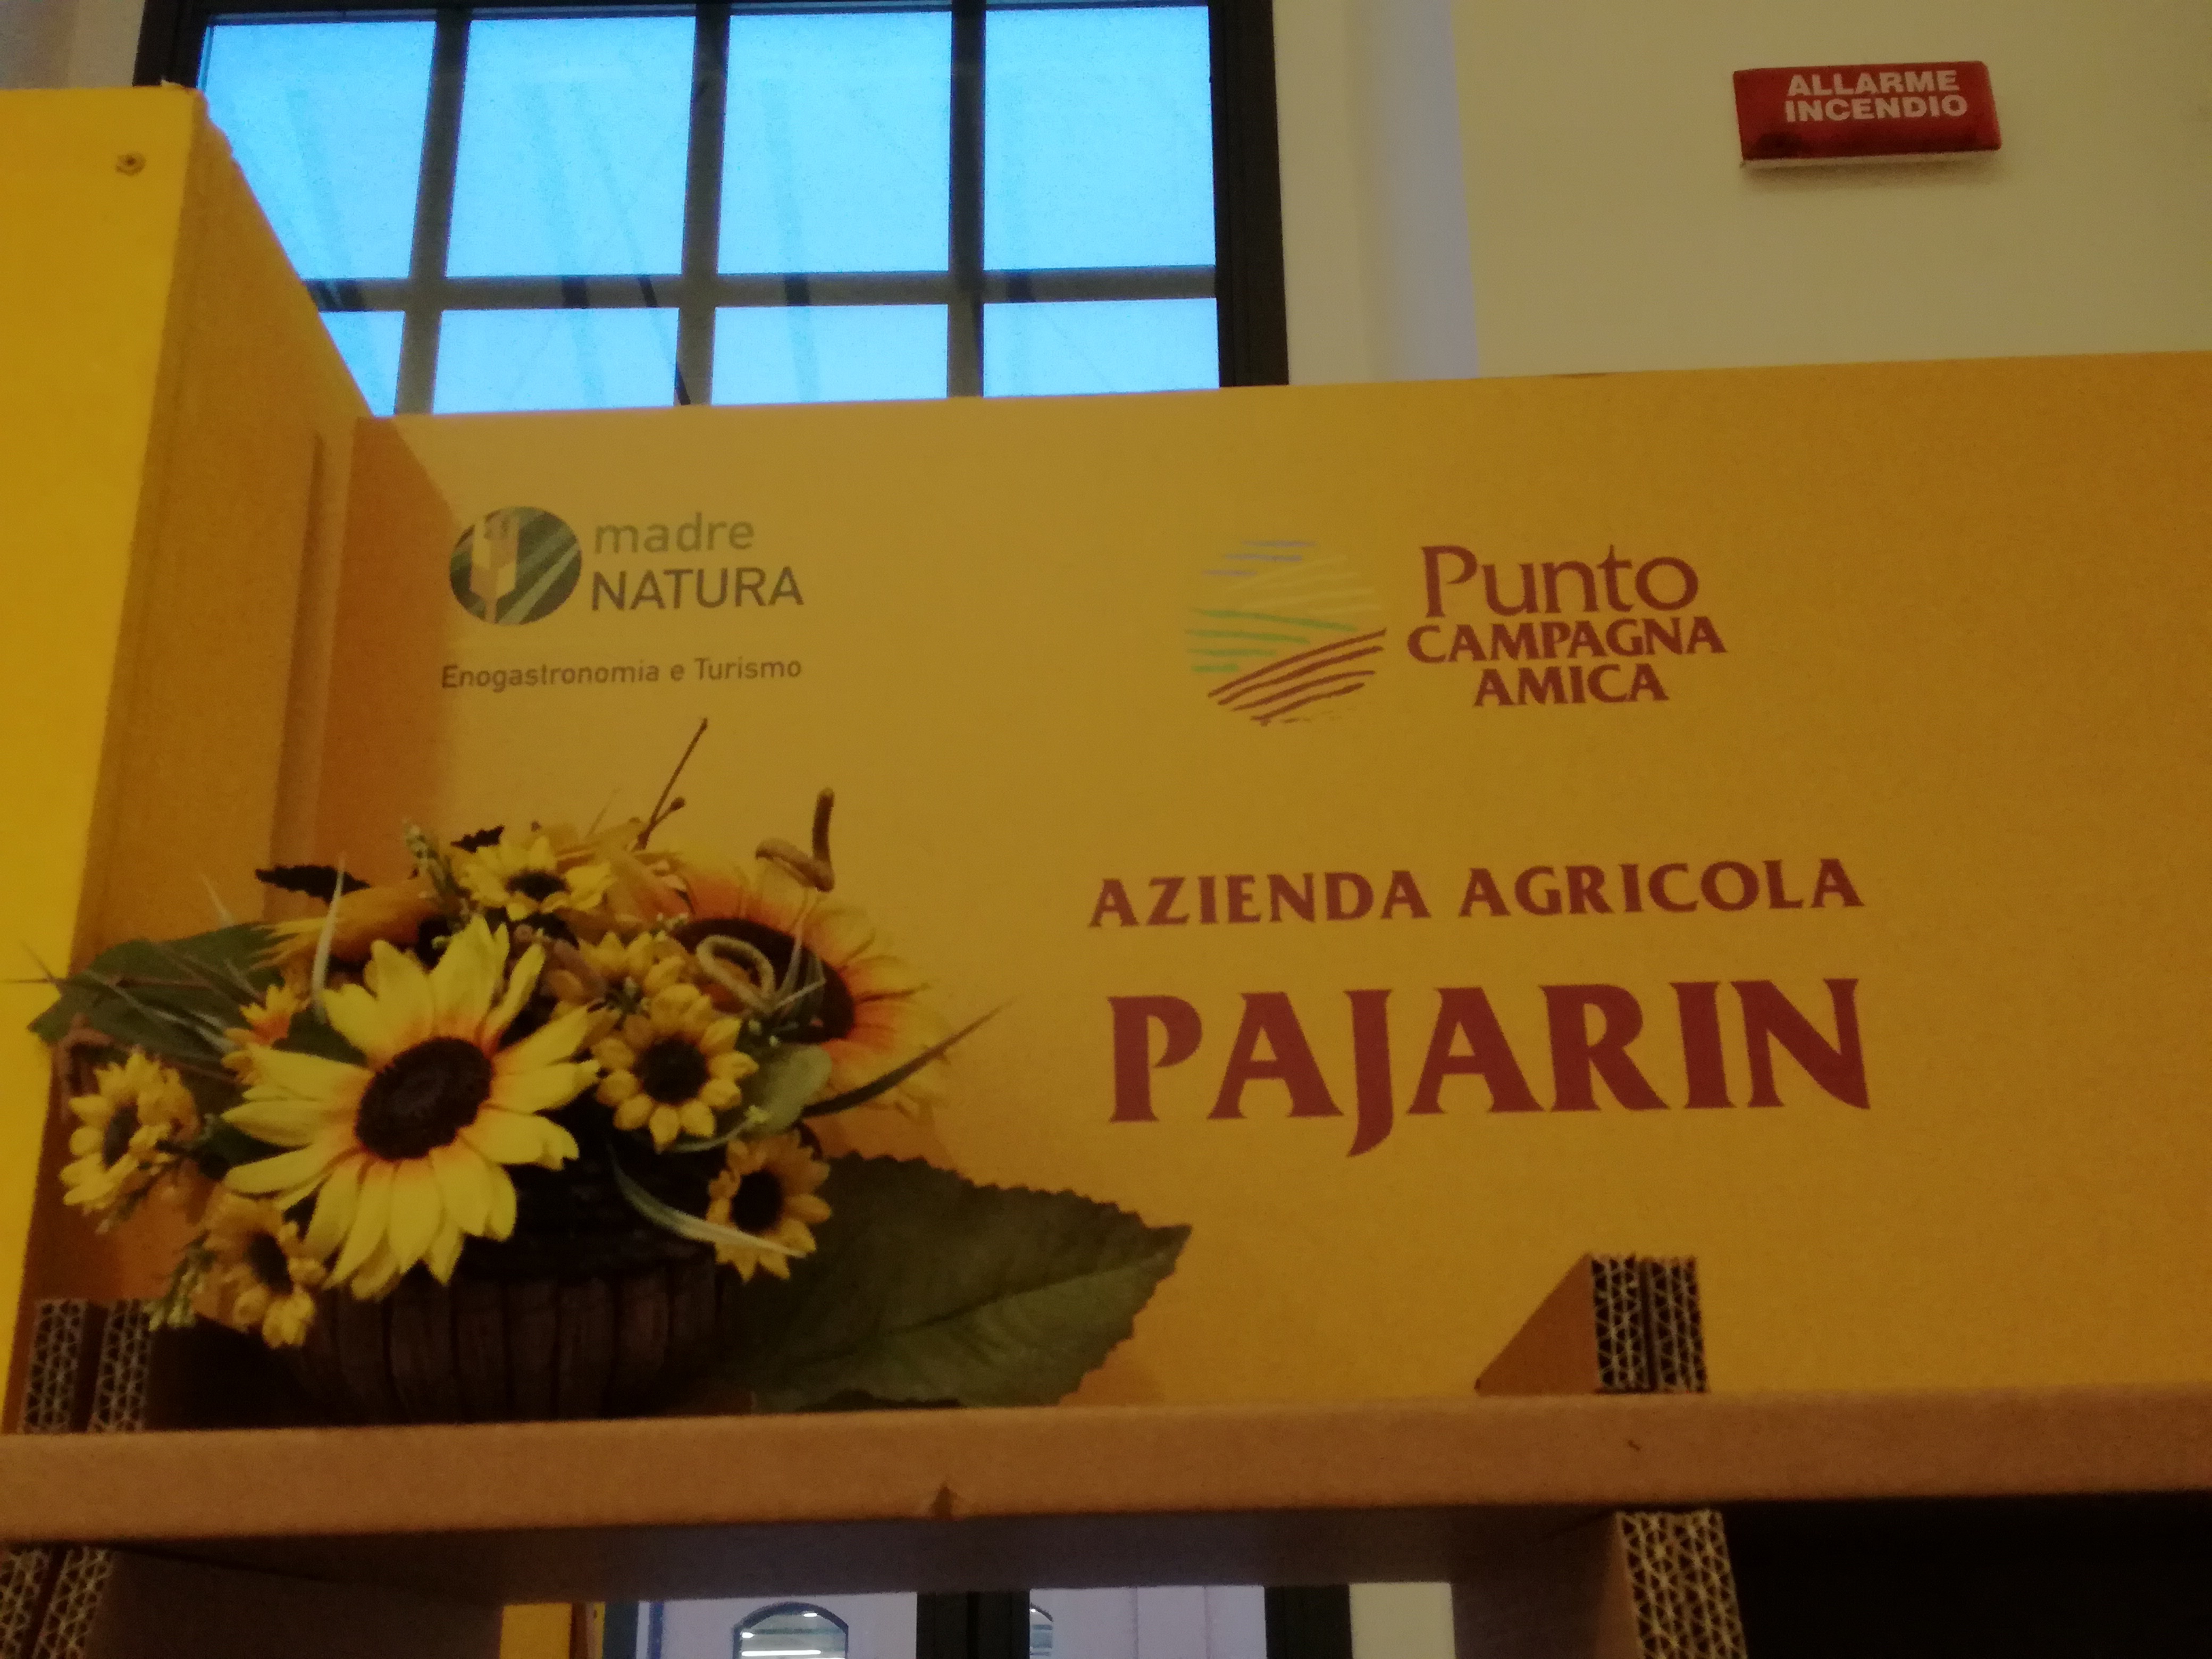 ALLARME
INCENDIO
madre
NATURA
Enogastronomia e Turismo
Punto
CAMPAGNA
AMICA
AZIENDA AGRICOLA
PAJARIN